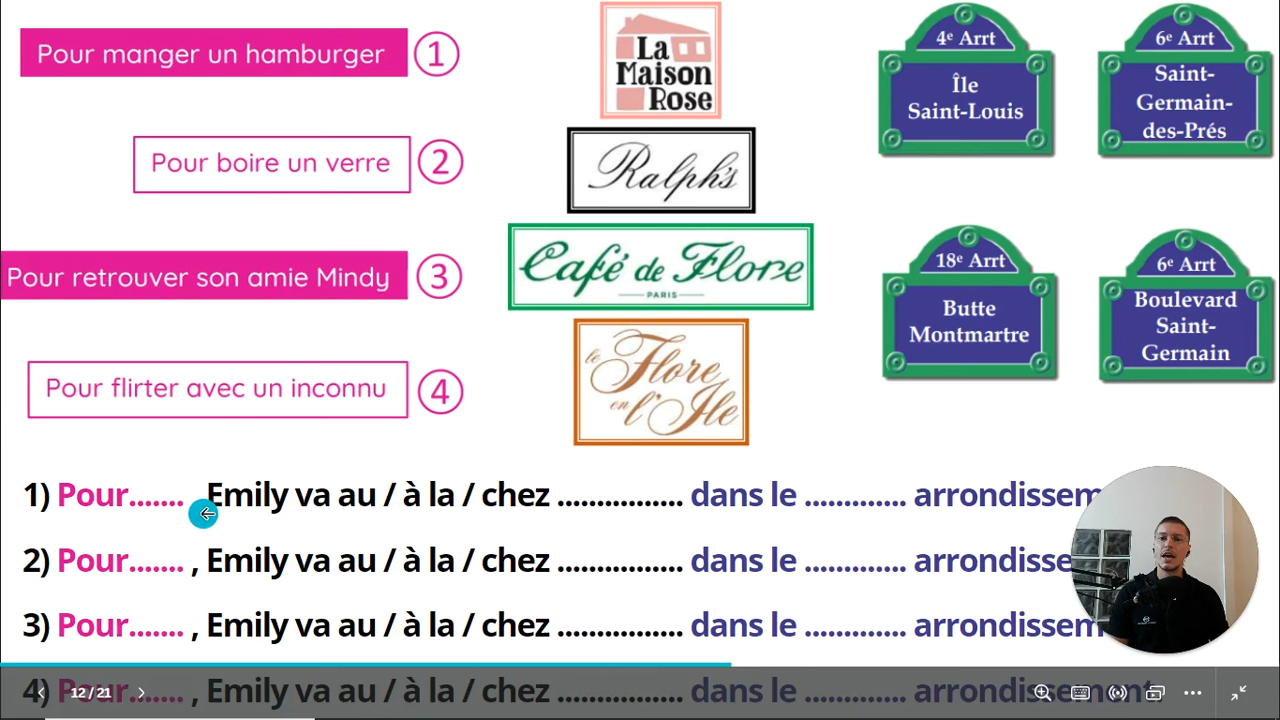 Pour manger un hamburger 1
Pour boire un verre 2
Pour retrouver son amie Mindy 3
Pour flirter avec un inconnu 4
La
Maison
Rose
Ralph's
Café de Flore
PARIS
le
Flore
en l'Ile
4e Arrt
Île
Saint-Louis
6e Arrt
Saint-
Germain-
des-Prés
18e Arrt
Butte
Montmartre
6e Arrt
Boulevard
Saint-
Germain
1) Pour....... , Emily va au / à la / chez ................ dans le ............. arrondissem
2) Pour....... , Emily va au / à la / chez ................ dans le ............. arrondisse
3) Pour....... , Emily va au / à la / chez ................ dans le ............. arrondissem
4) Pour....... , Emily va au / à la / chez ................ dans le ............. arrondissement
12 / 21